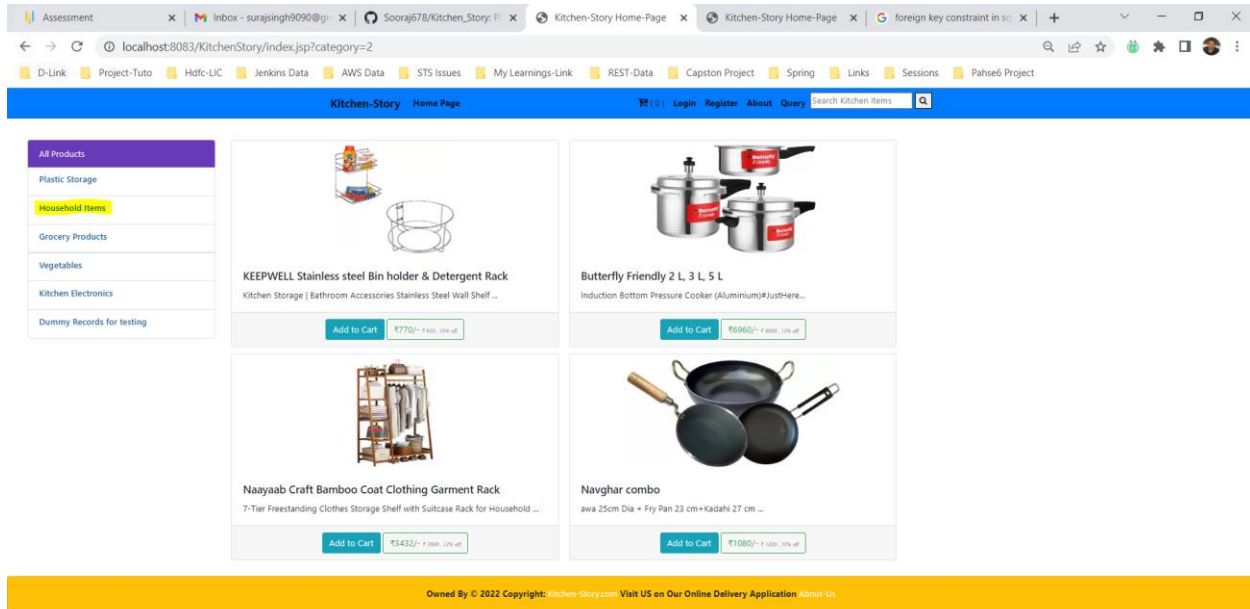 Assessment
Inbox - surajsingh9090@gm
Sooraj678/Kitchen_Story: P
Kitchen-Story Home-Page
Kitchen-Story Home-Page
foreign key constraint in sq
localhost:8083/KitchenStory/index.jsp?category=2
D-Link Project-Tuto Hdfc-LIC Jenkins Data AWS Data STS Issues My Learnings-Link REST-Data Capston Project Spring Links Sessions Pahse6 Project
Kitchen-Story Home Page (0) Login Register About Query Search Kitchen Items
All Products
Plastic Storage
Household Items
Grocery Products
Vegetables
Kitchen Electronics
Dummy Records for testing
KEEPWELL Stainless steel Bin holder & Detergent Rack
Kitchen Storage | Bathroom Accessories Stainless Steel Wall Shelf ...
Add to Cart ₹770/-
Butterfly Friendly 2 L, 3 L, 5 L
Induction Bottom Pressure Cooker (Aluminium)#JustHere...
Add to Cart ₹6960/-
Naayaab Craft Bamboo Coat Clothing Garment Rack
7-Tier Freestanding Clothes Storage Shelf with Suitcase Rack for Household ...
Add to Cart ₹3432/-
Navghar combo
awa 25cm Dia + Fry Pan 23 cm+Kadahi 27 cm ...
Add to Cart ₹1080/-
Owned By © 2022 Copyright: Kitchen-Story.com Visit US on Our Online Delivery Application About-Us